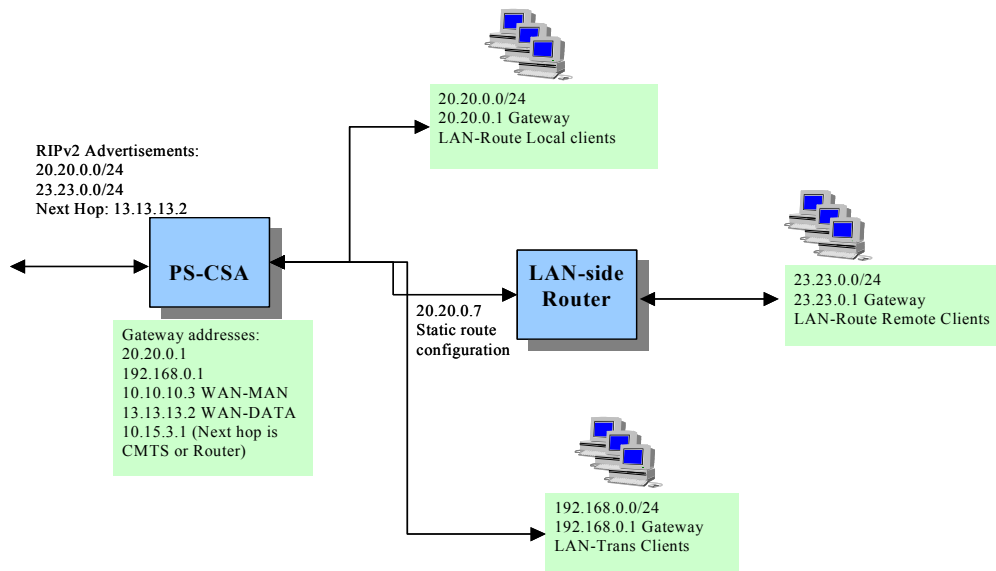 20.20.0.0/24
20.20.0.1 Gateway
LAN-Route Local clients
RIPv2 Advertisements:
20.20.0.0/24
23.23.0.0/24
Next Hop: 13.13.13.2
PS-CSA
LAN-side
Router
23.23.0.0/24
23.23.0.1 Gateway
LAN-Route Remote Clients
20.20.0.7
Static route
configuration
Gateway addresses:
20.20.0.1
192.168.0.1
10.10.10.3 WAN-MAN
13.13.13.2 WAN-DATA
10.15.3.1 (Next hop is
CMTS or Router)
192.168.0.0/24
192.168.0.1 Gateway
LAN-Trans Clients